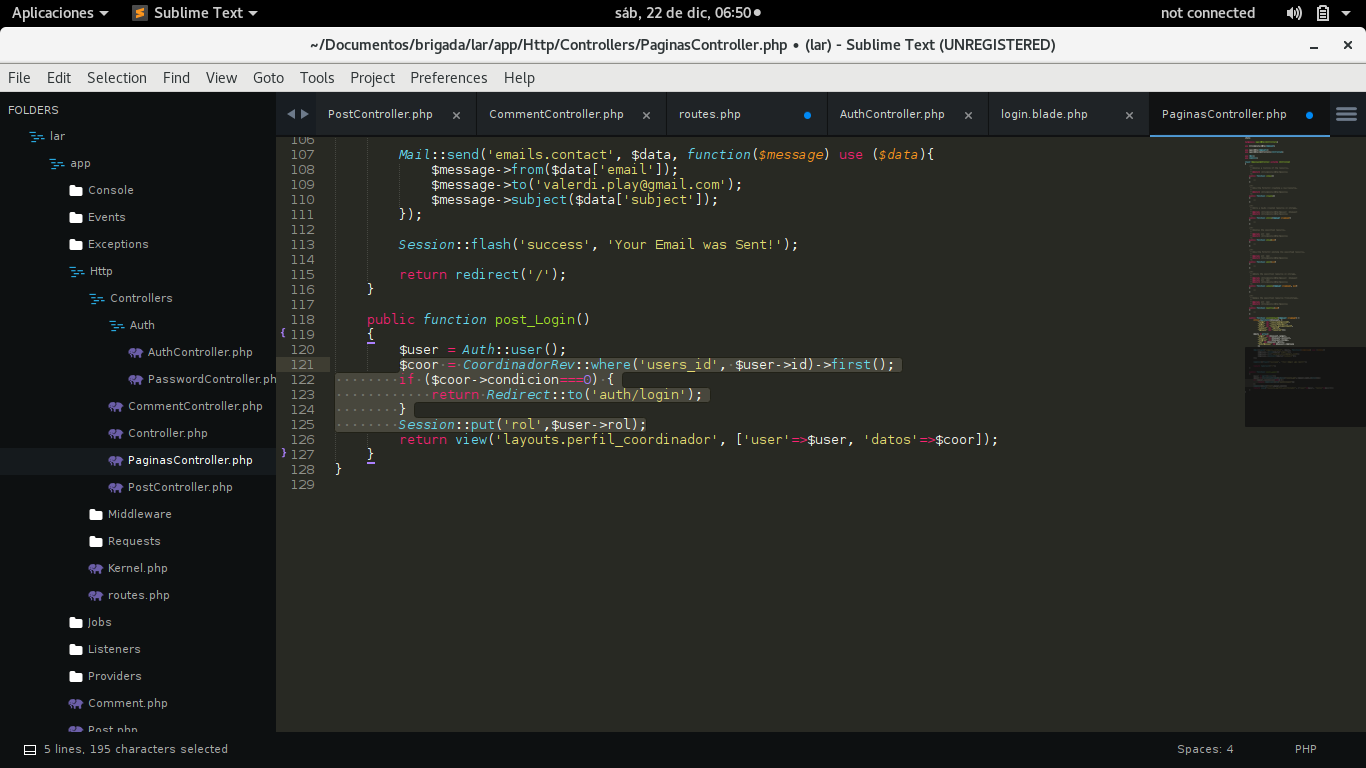 Aplicaciones
Sublime Text
sáb, 22 de dic, 06:50
not connected
~/Documentos/brigada/lar/app/Http/Controllers/PaginasController.php • (lar) - Sublime Text (UNREGISTERED)
File Edit Selection Find View Goto Tools Project Preferences Help
FOLDERS
lar
app
Console
Events
Exceptions
Http
Controllers
Auth
AuthController.php
PasswordController.ph
CommentController.php
Controller.php
PaginasController.php
PostController.php
Middleware
Requests
Kernel.php
routes.php
Jobs
Listeners
Providers
Comment.php
Post.php
PostController.php
CommentController.php
routes.php
AuthController.php
login.blade.php
PaginasController.php
106
107 Mail::send('emails.contact', $data, function($message) use ($data){
108 $message->from($data['email']);
109 $message->to('valerdi.play@gmail.com');
110 $message->subject($data['subject']);
111 });
112
113 Session::flash('success', 'Your Email was Sent!');
114
115 return redirect('/');
116 }
117
118 public function post_Login()
119 {
120 $user = Auth::user();
121 $coor = CoordinadorRev::where('users_id', $user->id)->first();
122 if ($coor->condicion===0) {
123 return Redirect::to('auth/login');
124 }
125 Session::put('rol',$user->rol);
126 return view('layouts.perfil_coordinador', ['user'=>$user, 'datos'=>$coor]);
127 }
128 }
129
5 lines, 195 characters selected
Spaces: 4
PHP